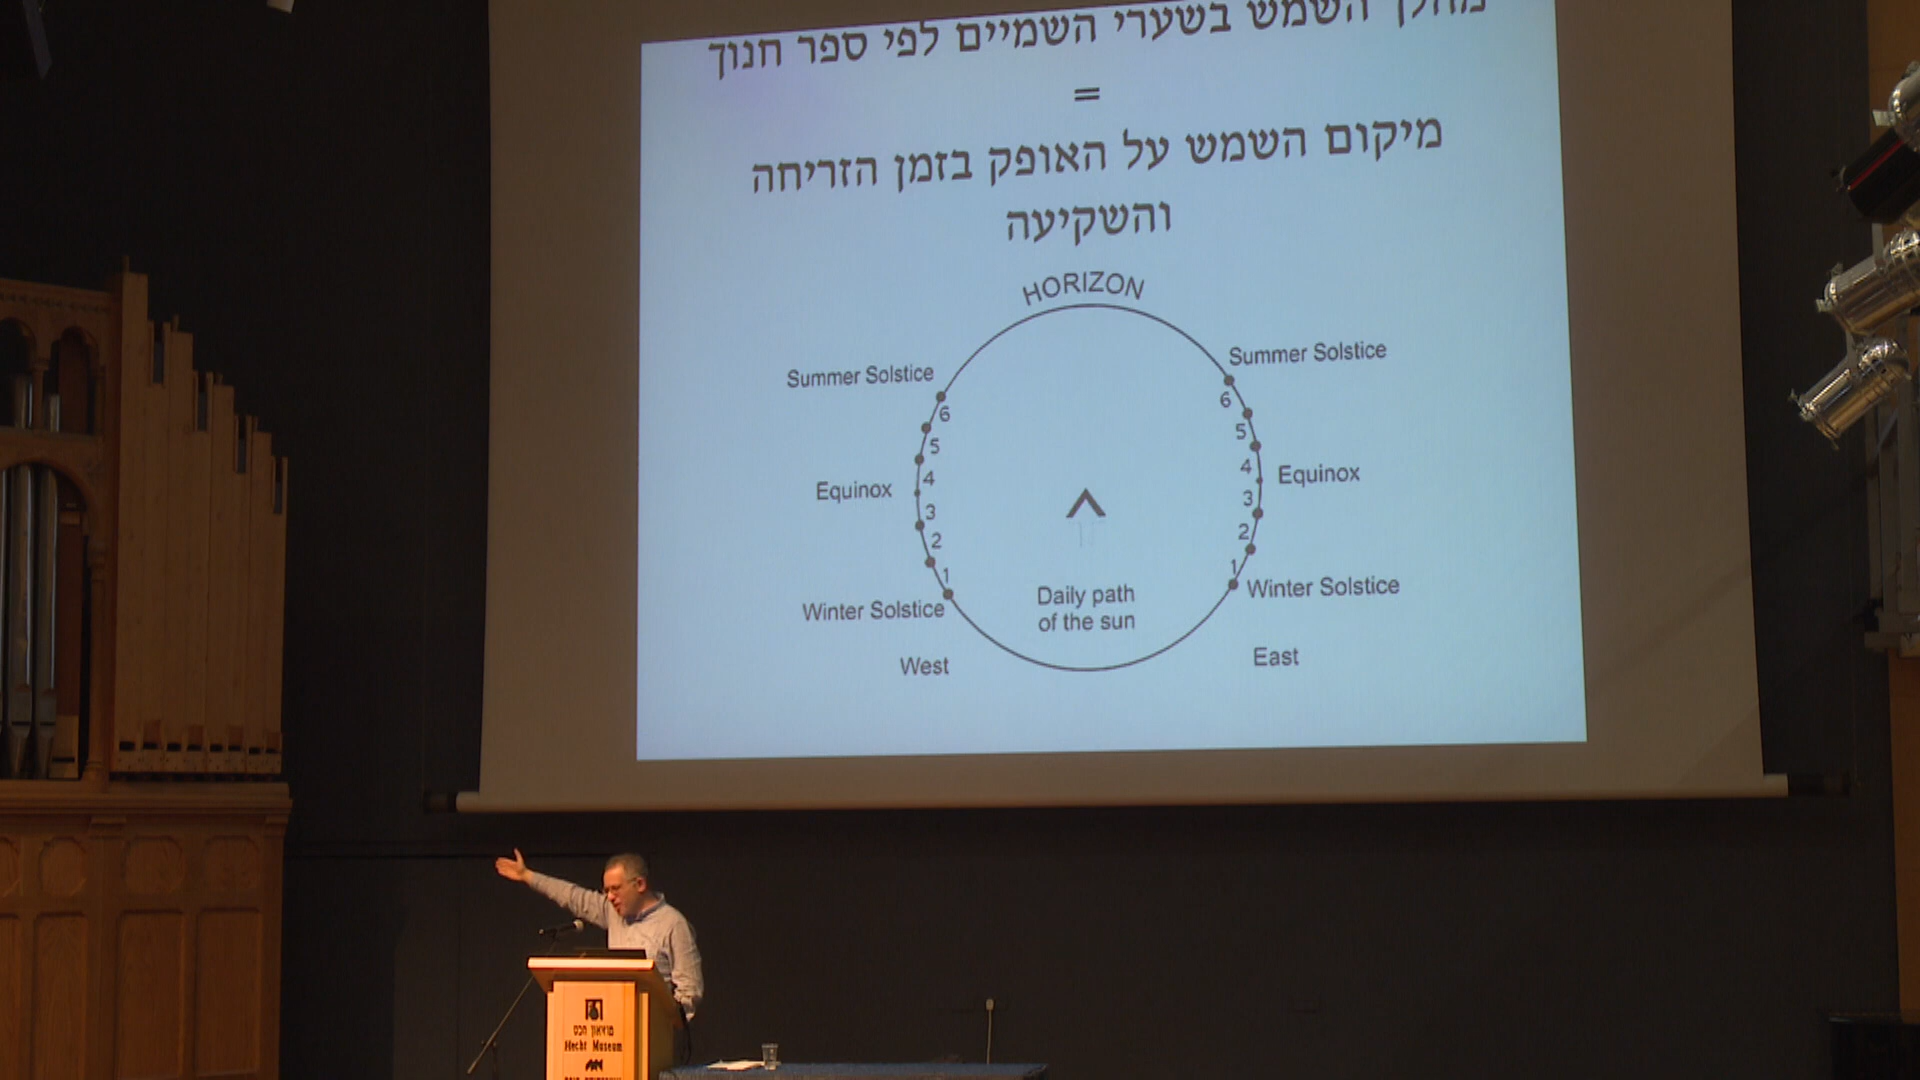 מהלך השמש בשערי השמיים לפי ספר חנוך
=
מיקום השמש על האופק בזמן הזריחה
והשקיעה
HORIZON
Summer Solstice
Summer Solstice
6
6
5
5
Equinox
4
4
Equinox
3
3
2
2
1
1
Winter Solstice
Daily path
of the sun
Winter Solstice
West
East
מוזיאון הכט
Hecht Museum